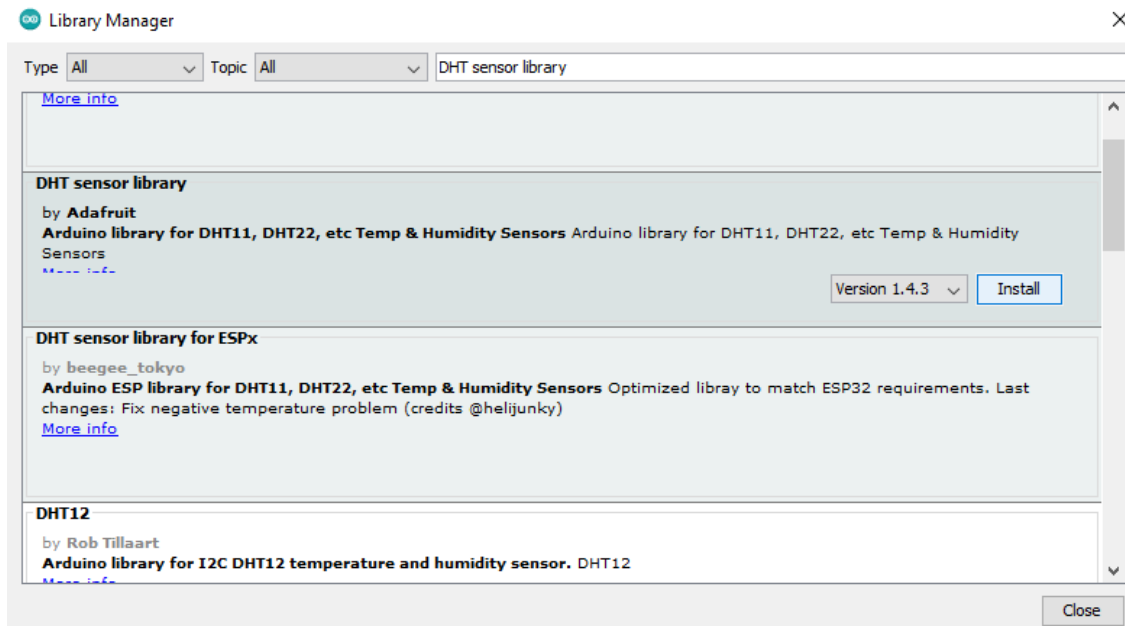 Library Manager
Type All Topic All DHT sensor library
More info
DHT sensor library
by Adafruit
Arduino library for DHT11, DHT22, etc Temp & Humidity Sensors Arduino library for DHT11, DHT22, etc Temp & Humidity
Sensors
More info
Version 1.4.3 Install
DHT sensor library for ESPx
by beegee_tokyo
Arduino ESP library for DHT11, DHT22, etc Temp & Humidity Sensors Optimized libray to match ESP32 requirements. Last
changes: Fix negative temperature problem (credits @helijunky)
More info
DHT12
by Rob Tillaart
Arduino library for I2C DHT12 temperature and humidity sensor. DHT12
More info
Close